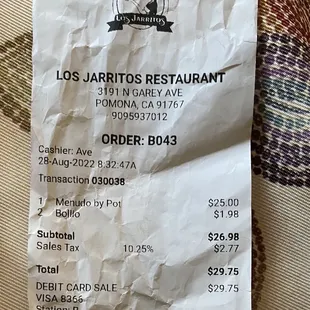 LOS JARRITOS
LOS JARRITOS RESTAURANT
3191 N GAREY AVE
POMONA, CA 91767
9095937012
ORDER: B043
Cashier: Ave
28-Aug-2022 8:32:47A
Transaction 030038
1 Menudo by Pot $25.00
2 Bolllo $1.98
Subtotal $26.98
Sales Tax 10.25% $2.77
Total $29.75
DEBIT CARD SALE $29.75
VISA 8366